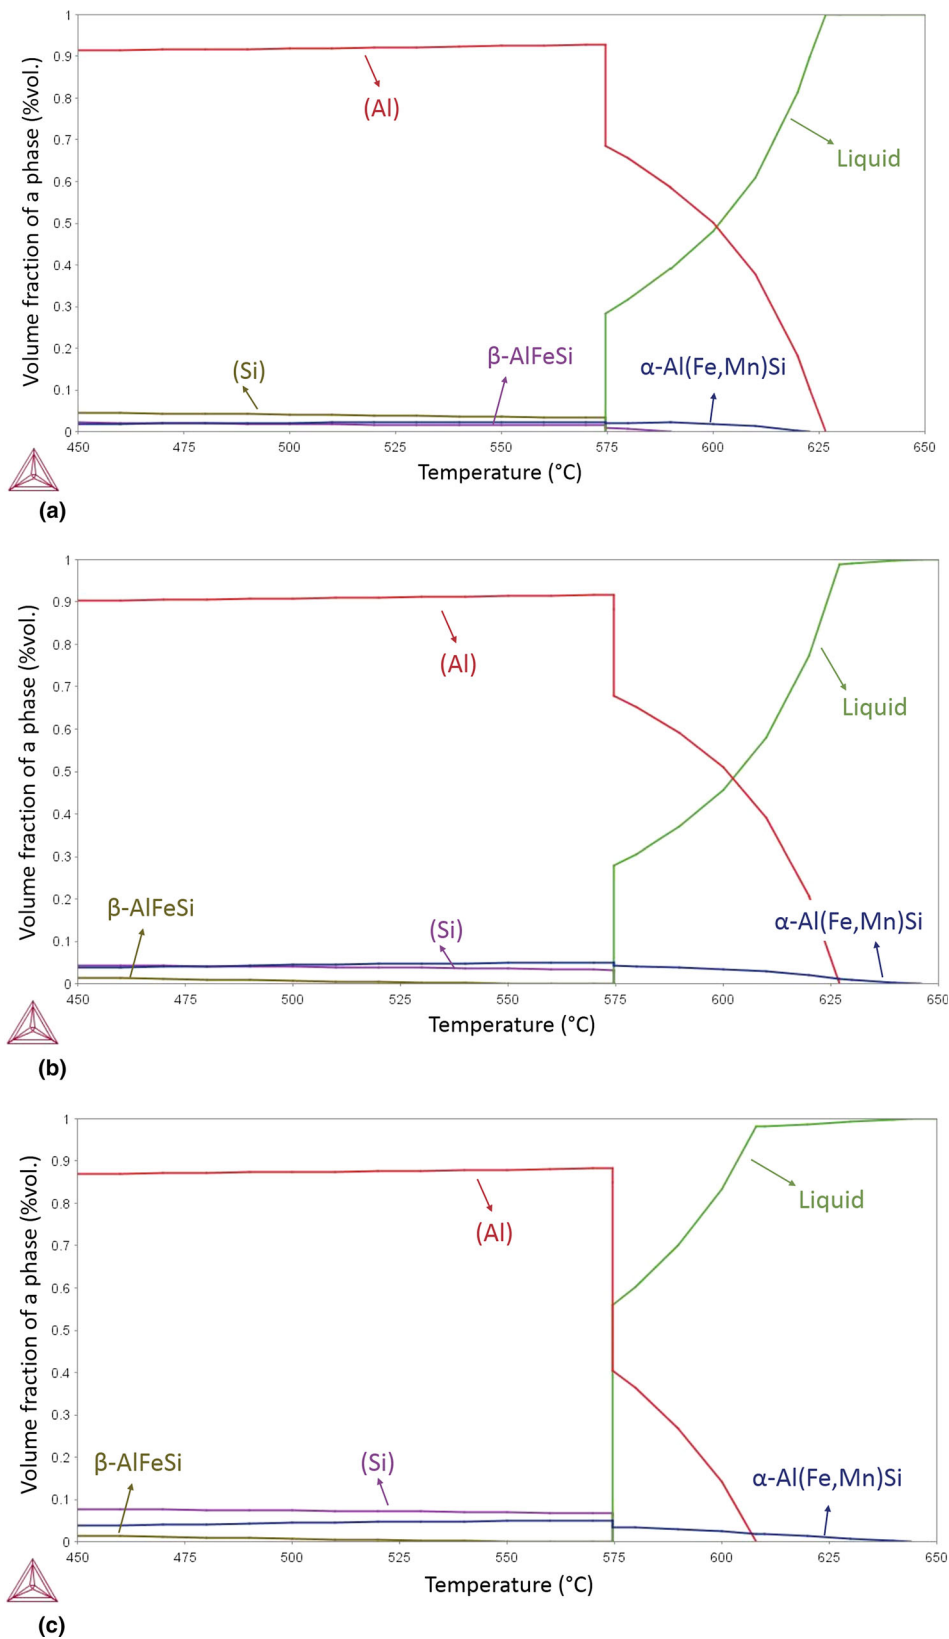 Volume fraction of a phase (%vol.)
1
0.9
0.8
0.7
0.6
0.5
0.4
0.3
0.2
0.1
0
(Al)
Liquid
(Si)
β-AlFeSi
α-Al(Fe,Mn)Si
450 475 500 525 550 575 600 625 650
Temperature (°C)
(a)
Volume fraction of a phase (%vol.)
1
0.9
0.8
0.7
0.6
0.5
0.4
0.3
0.2
0.1
0
(Al)
Liquid
β-AlFeSi
(Si)
α-Al(Fe,Mn)Si
450 475 500 525 550 575 600 625 650
Temperature (°C)
(b)
Volume fraction of a phase (%vol.)
1
0.9
0.8
0.7
0.6
0.5
0.4
0.3
0.2
0.1
0
(Al)
Liquid
β-AlFeSi
(Si)
α-Al(Fe,Mn)Si
450 475 500 525 550 575 600 625 650
Temperature (°C)
(c)